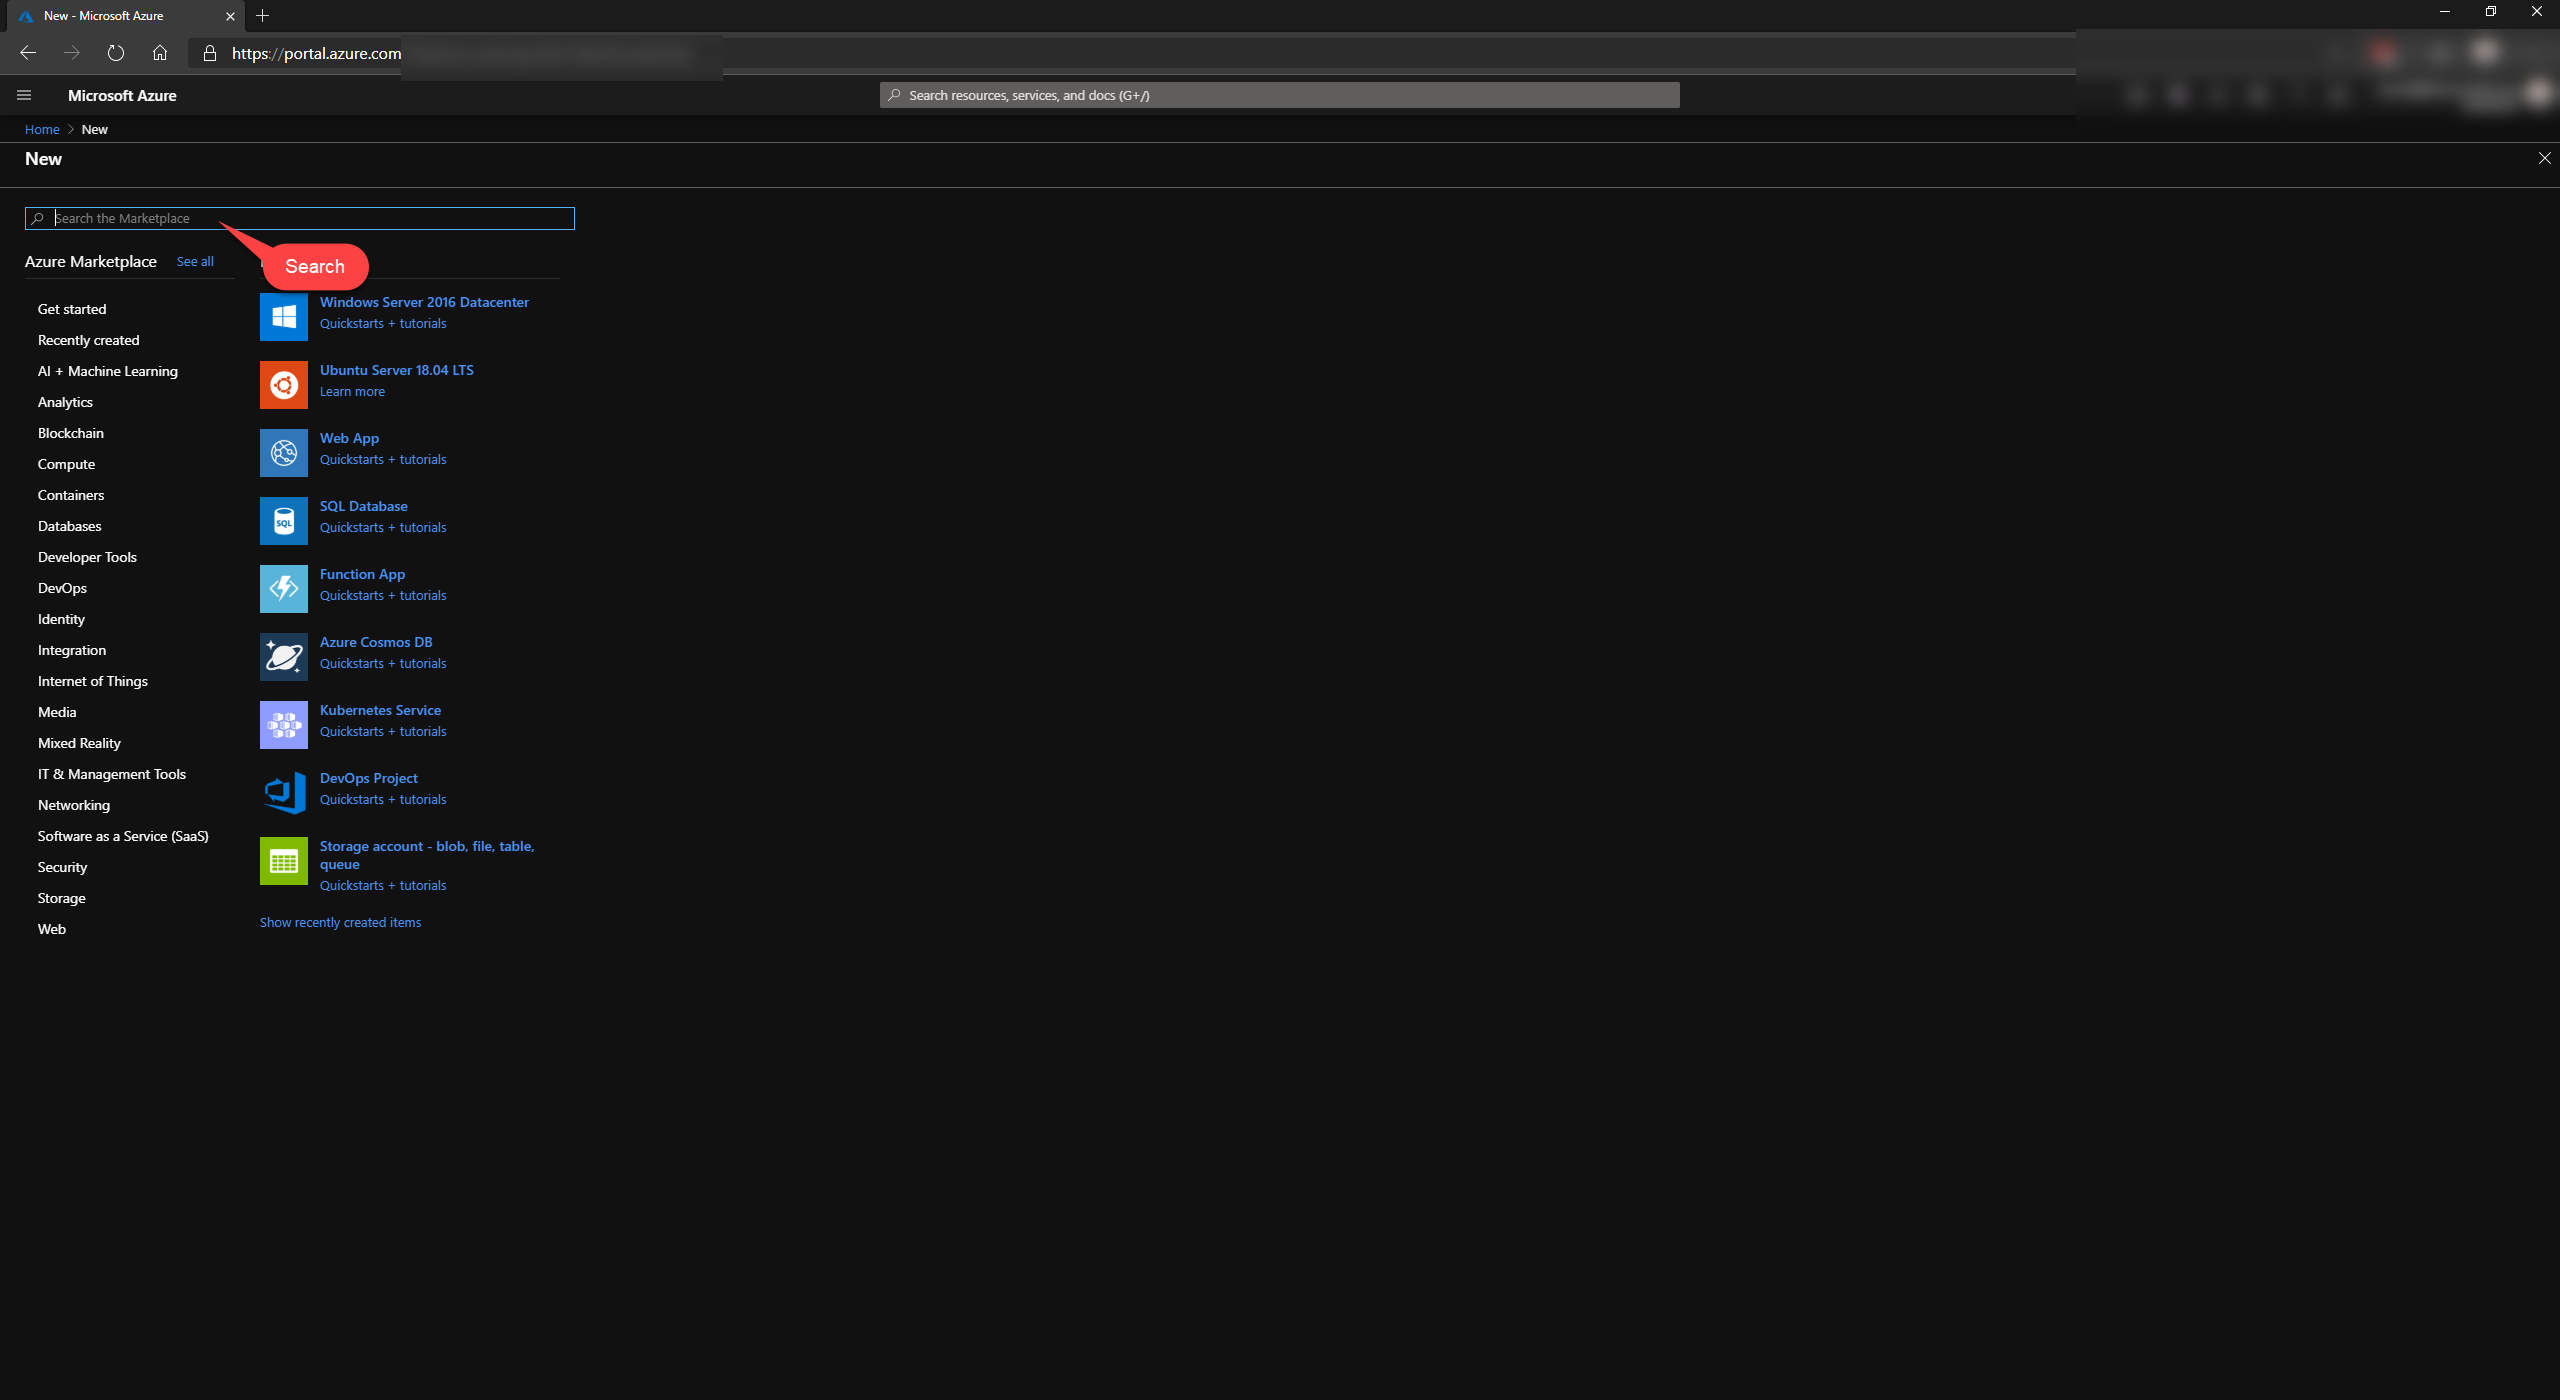 New - Microsoft Azure
https://portal.azure.com
Microsoft Azure
Search resources, services, and docs (G+/)
Home > New
New
Search the Marketplace
Search
Azure Marketplace See all
Get started
Recently created
AI + Machine Learning
Analytics
Blockchain
Compute
Containers
Databases
Developer Tools
DevOps
Identity
Integration
Internet of Things
Media
Mixed Reality
IT & Management Tools
Networking
Software as a Service (SaaS)
Security
Storage
Web
Windows Server 2016 Datacenter
Quickstarts + tutorials
Ubuntu Server 18.04 LTS
Learn more
Web App
Quickstarts + tutorials
SQL
SQL Database
Quickstarts + tutorials
Function App
Quickstarts + tutorials
Azure Cosmos DB
Quickstarts + tutorials
Kubernetes Service
Quickstarts + tutorials
DevOps Project
Quickstarts + tutorials
Storage account - blob, file, table,
queue
Quickstarts + tutorials
Show recently created items